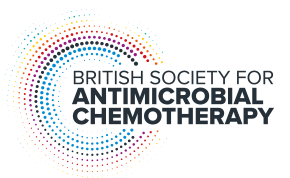 BRITISH SOCIETY FOR
ANTIMICROBIAL
CHEMOTHERAPY